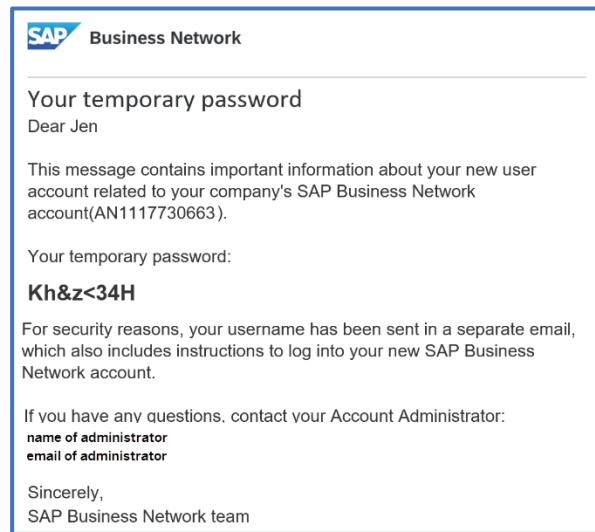 SAP Business Network
Your temporary password
Dear Jen
This message contains important information about your new user
account related to your company's SAP Business Network
account(AN1117730663).
Your temporary password:
Kh&z<34H
For security reasons, your username has been sent in a separate email,
which also includes instructions to log into your new SAP Business
Network account.
If you have any questions, contact your Account Administrator:
name of administrator
email of administrator
Sincerely,
SAP Business Network team